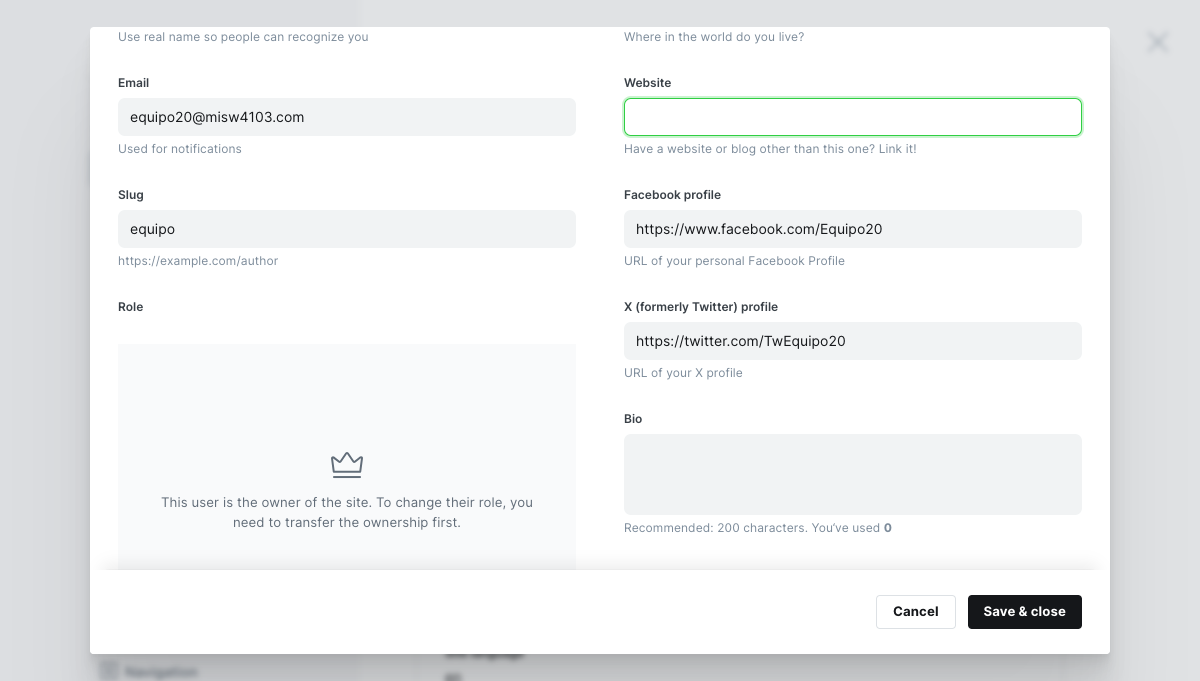 Use real name so people can recognize you
Where in the world do you live?
Email
equipo20@misw4103.com
Used for notifications
Website
Have a website or blog other than this one? Link it!
Slug
equipo
https://example.com/author
Facebook profile
https://www.facebook.com/Equipo20
URL of your personal Facebook Profile
Role
This user is the owner of the site. To change their role, you
need to transfer the ownership first.
X (formerly Twitter) profile
https://twitter.com/TwEquipo20
URL of your X profile
Bio
Recommended: 200 characters. You’ve used 0
Cancel
Save & close
Navigation